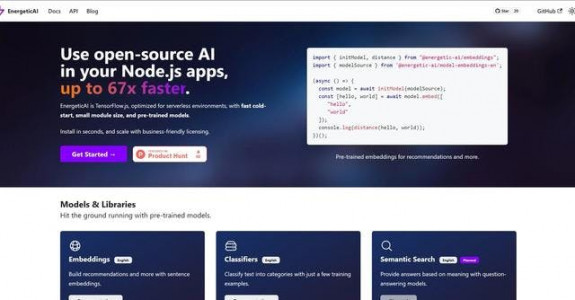 EnergeticAI Docs API Blog Star GitHub
Use open-source AI
in your Node.js apps,
up to 67x faster.
EnergeticAI is TensorFlow.js, optimized for serverless environments, with fast cold-
start, small module size, and pre-trained models.
Install in seconds, and scale with business-friendly licensing.
Get Started →
Product Hunt
import { initModel, distance } from "@energetic-ai/embeddings";
import { modelSource } from "@energetic-ai/model-embeddings-en";
(async () => {
const model = await initModel(modelSource);
const [hello, world] = await model.embed([
"hello",
"world"
]);
console.log(distance(hello, world));
})();
Pre-trained embeddings for recommendations and more.
Models & Libraries
Hit the ground running with pre-trained models.
Embeddings English
Build recommendations and more with sentence
embeddings.
Classifiers English
Classify text into categories with just a few training
examples.
Semantic Search English Planned
Provide answers based on meaning with question-
answering models.